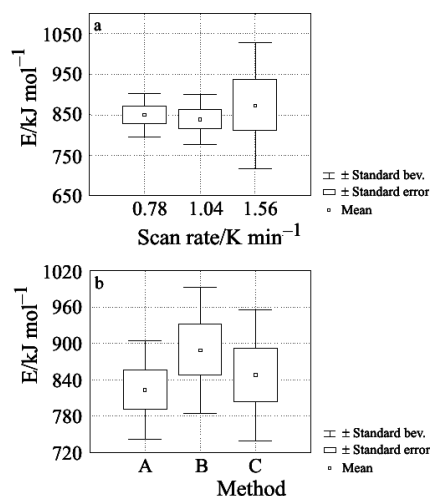 a
1050
950
850
750
650
E/kJ mol⁻¹
0.78 1.04 1.56
Scan rate/K min⁻¹
± Standard bev.
± Standard error
Mean
b
1020
960
900
840
780
720
E/kJ mol⁻¹
A B C
Method
± Standard bev.
± Standard error
Mean